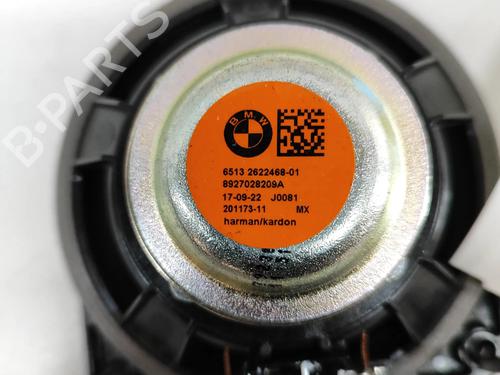 B-PARTS
BMW
6513 2622468-01
8927028209A
17-09-22 J0081
201173-11 MX
harman/kardon